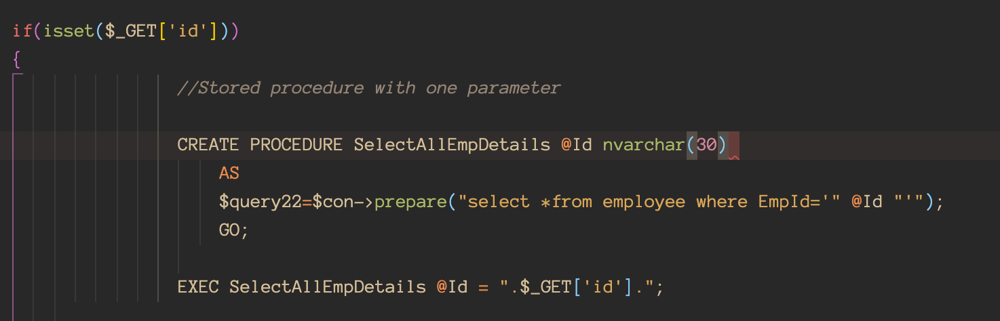 if(isset($_GET['id']))
{
//Stored procedure with one parameter
CREATE PROCEDURE SelectAllEmpDetails @Id nvarchar(30)
AS
$query22=$con->prepare("select *from employee where EmpId='" @Id "'");
GO;
EXEC SelectAllEmpDetails @Id = ".$_GET['id'].";